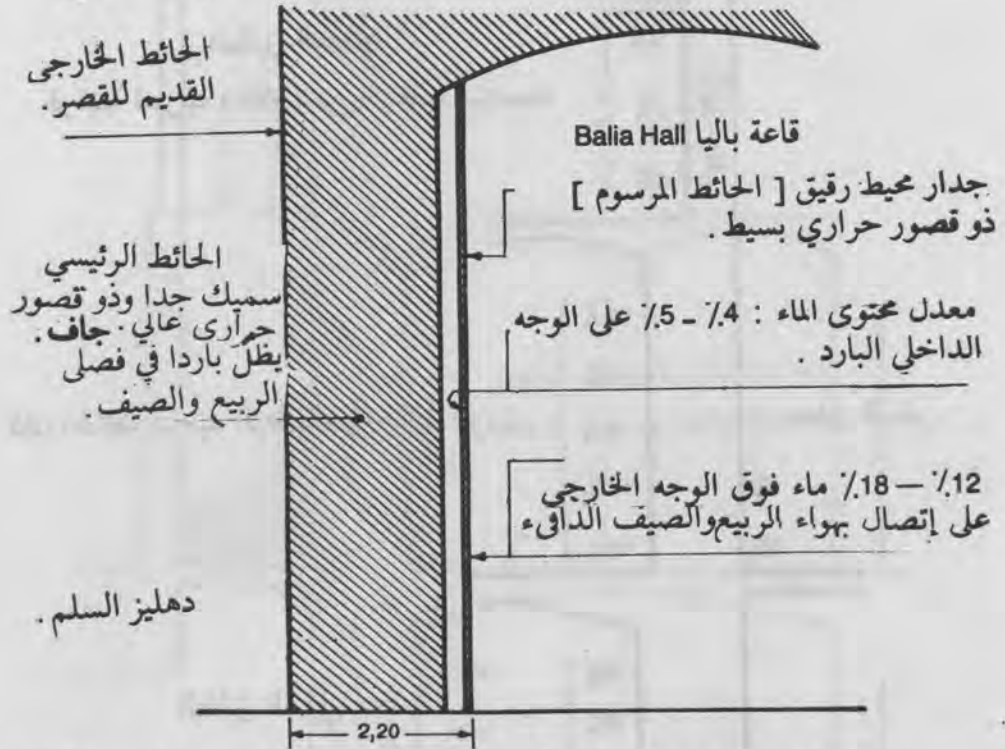 الحائط الخارجى
القديم للقصر .
قاعة باليا Balia Hall
جدار محيط رقيق [ الحائط المرسوم ]
ذو قصور حراري بسيط .
الحائط الرئيسي
سميك جدا وذو قصور
حرارى عالي . جاف .
يظلّ باردا في فصلى
الربيع والصيف .
معدل محتوى الماء : 4٪ – 5٪ على الوجه
الداخلي البارد .
12٪ — 18٪ ماء فوق الوجه الخارجي
على إتصال بهواء الربيع والصيف الدافىء
دهليز السلم .
2,20